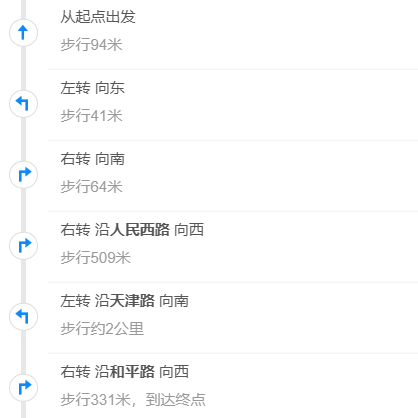 从起点出发
步行94米
左转 向东
步行41米
右转 向南
步行64米
右转 沿人民西路 向西
步行509米
左转 沿天津路 向南
步行约2公里
右转 沿和平路 向西
步行331米，到达终点